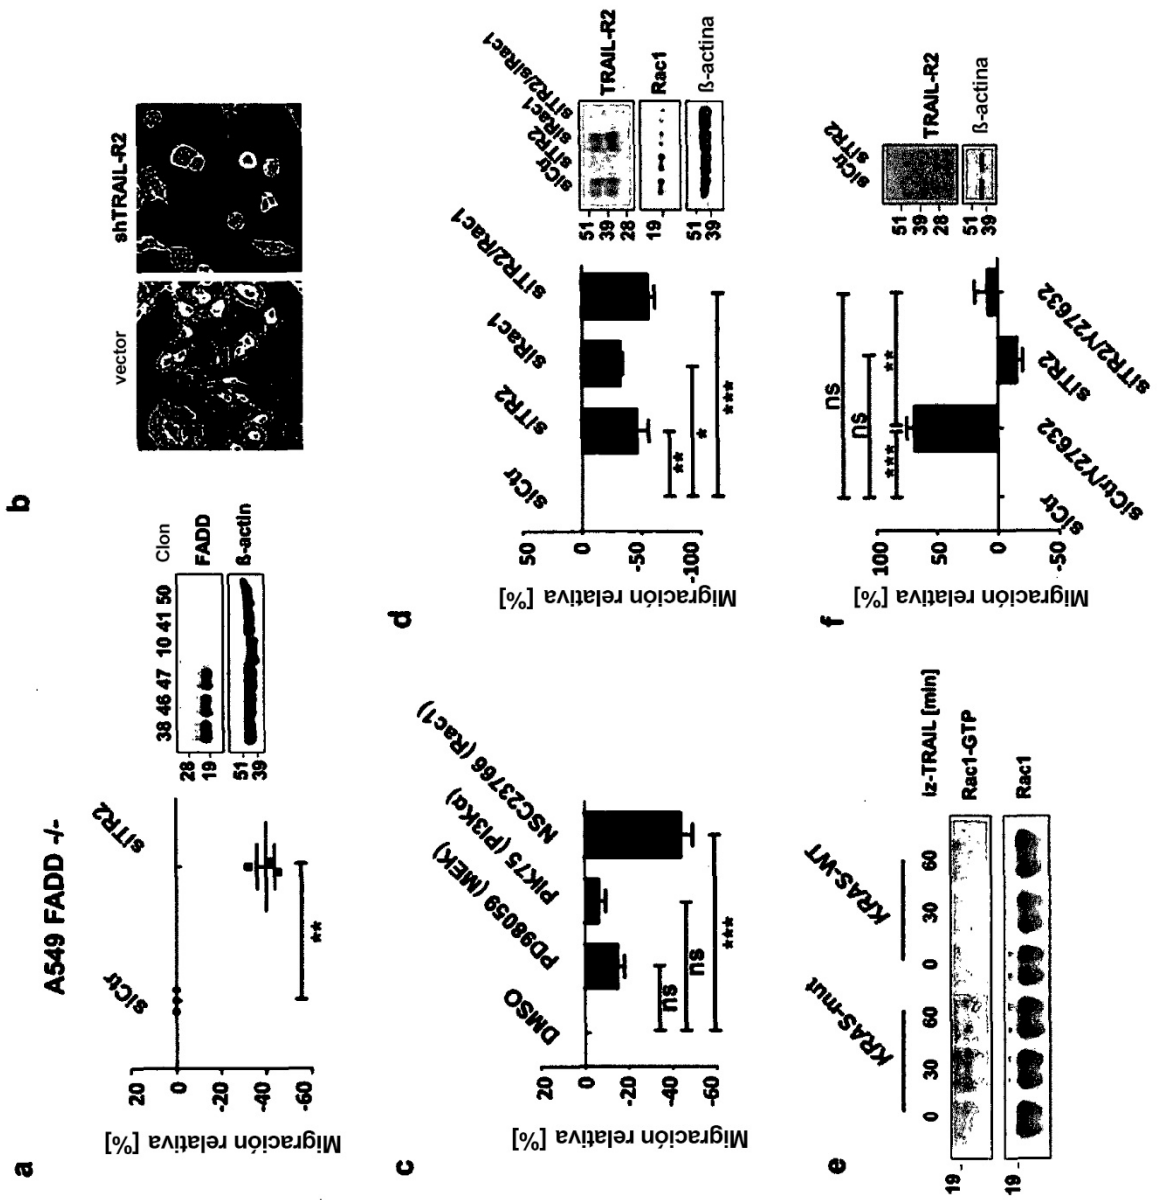 a
A549 FADD -/-
siCtr
siTR2
20
0
-20
-40
-60
Migración relativa [%]
**
38 46 47 10 41 50 Clon
28 -
19 -
FADD
51 -
39 -
ß-actin
b
vector
shTRAIL-R2
c
DMSO
PD98059 (MEK)
PIK75 (PI3Kα)
NSC23766 (Rac1)
20
0
-20
-40
-60
Migración relativa [%]
ns
ns
***
d
siCtr
siTR2
siRac1
siTR2/Rac1
50
0
-50
-100
Migración relativa [%]
**
*
***
siCtr
siTR2
siRac1
siTR2/siRac1
51 -
39 -
28 -
TRAIL-R2
19 -
Rac1
51 -
39 -
ß-actina
e
KRAS-mut
KRAS-WT
0 30 60 0 30 60 Iz-TRAIL [min]
19 -
Rac1-GTP
19 -
Rac1
f
100
50
0
-50
Migración relativa [%]
ns
ns
***
**
siCtr
siCtr/Y27632
siTR2
siTR2/Y27632
siCtr
siTR2
51 -
39 -
28 -
TRAIL-R2
51 -
39 -
ß-actina